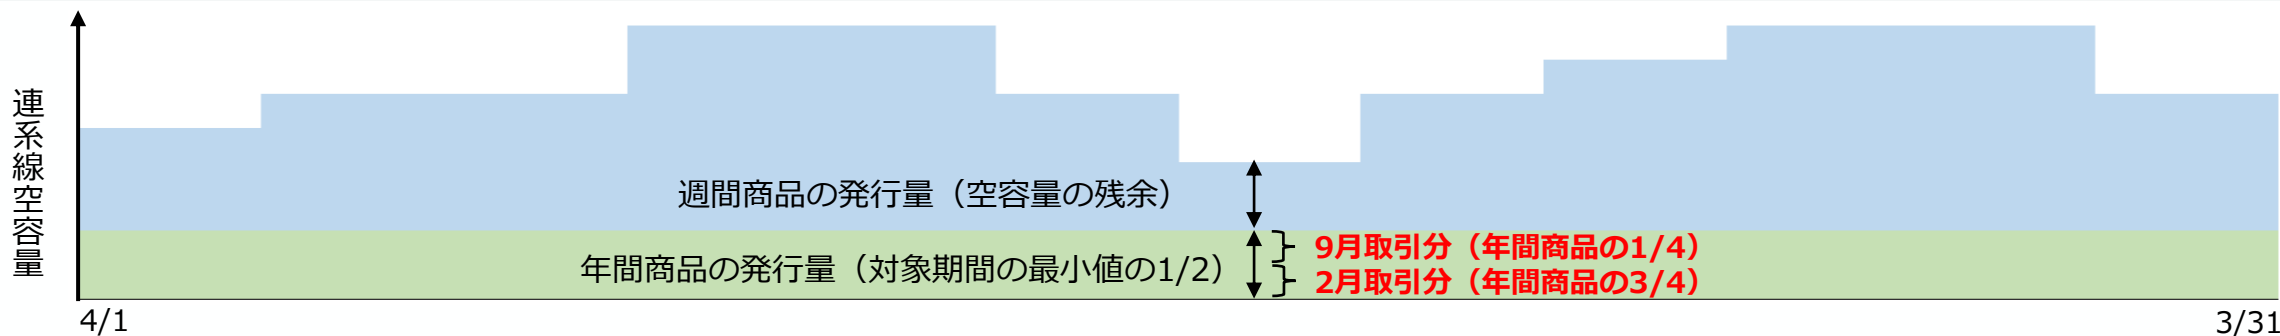 連系線空容量
週間商品の発行量（空容量の残余）
年間商品の発行量（対象期間の最小値の1/2）
9月取引分（年間商品の1/4）
2月取引分（年間商品の3/4）
4/1
3/31